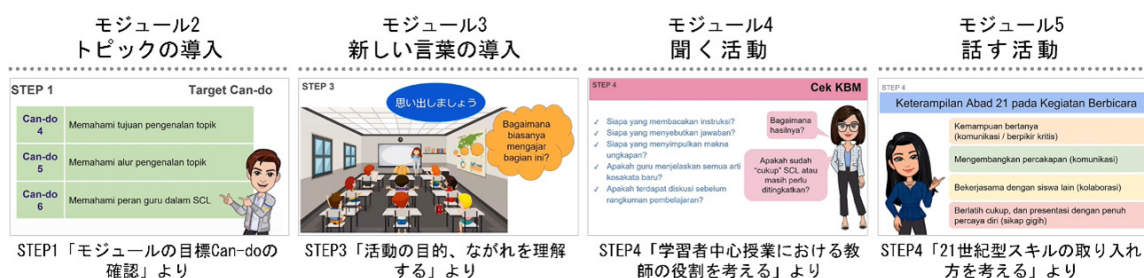 モジュール2
トピックの導入
STEP 1
Target Can-do
Can-do
4
Memahami tujuan pengenalan topik
Can-do
5
Memahami alur pengenalan topik
Can-do
6
Memahami peran guru dalam SCL
STEP1「モジュールの目標Can-doの
確認」より
モジュール3
新しい言葉の導入
STEP 3
思い出しましょう
Bagaimana
biasanya
mengajar
bagian ini?
STEP3「活動の目的、ながれを理解
する」より
モジュール4
聞く活動
STEP 4
Cek KBM
✓ Siapa yang membacakan instruksi?
✓ Siapa yang menyebutkan jawaban?
✓ Siapa yang menyimpulkan makna
ungkapan?
✓ Apakah guru menjelaskan semua arti
kosakata baru?
✓ Apakah terdapat diskusi sebelum
rangkuman pembelajaran?
Bagaimana
hasilnya?
Apakah sudah
"cukup" SCL atau
masih perlu
ditingkatkan?
STEP4「学習者中心授業における教
師の役割を考える」より
モジュール5
話す活動
STEP 4
Keterampilan Abad 21 pada Kegiatan Berbicara
Kemampuan bertanya
(komunikasi / berpikir kritis)
Mengembangkan percakapan (komunikasi)
Bekerjasama dengan siswa lain (kolaborasi)
Berlatih cukup, dan presentasi dengan penuh
percaya diri (sikap gigih)
STEP4「21世紀型スキルの取り入れ
方を考える」より